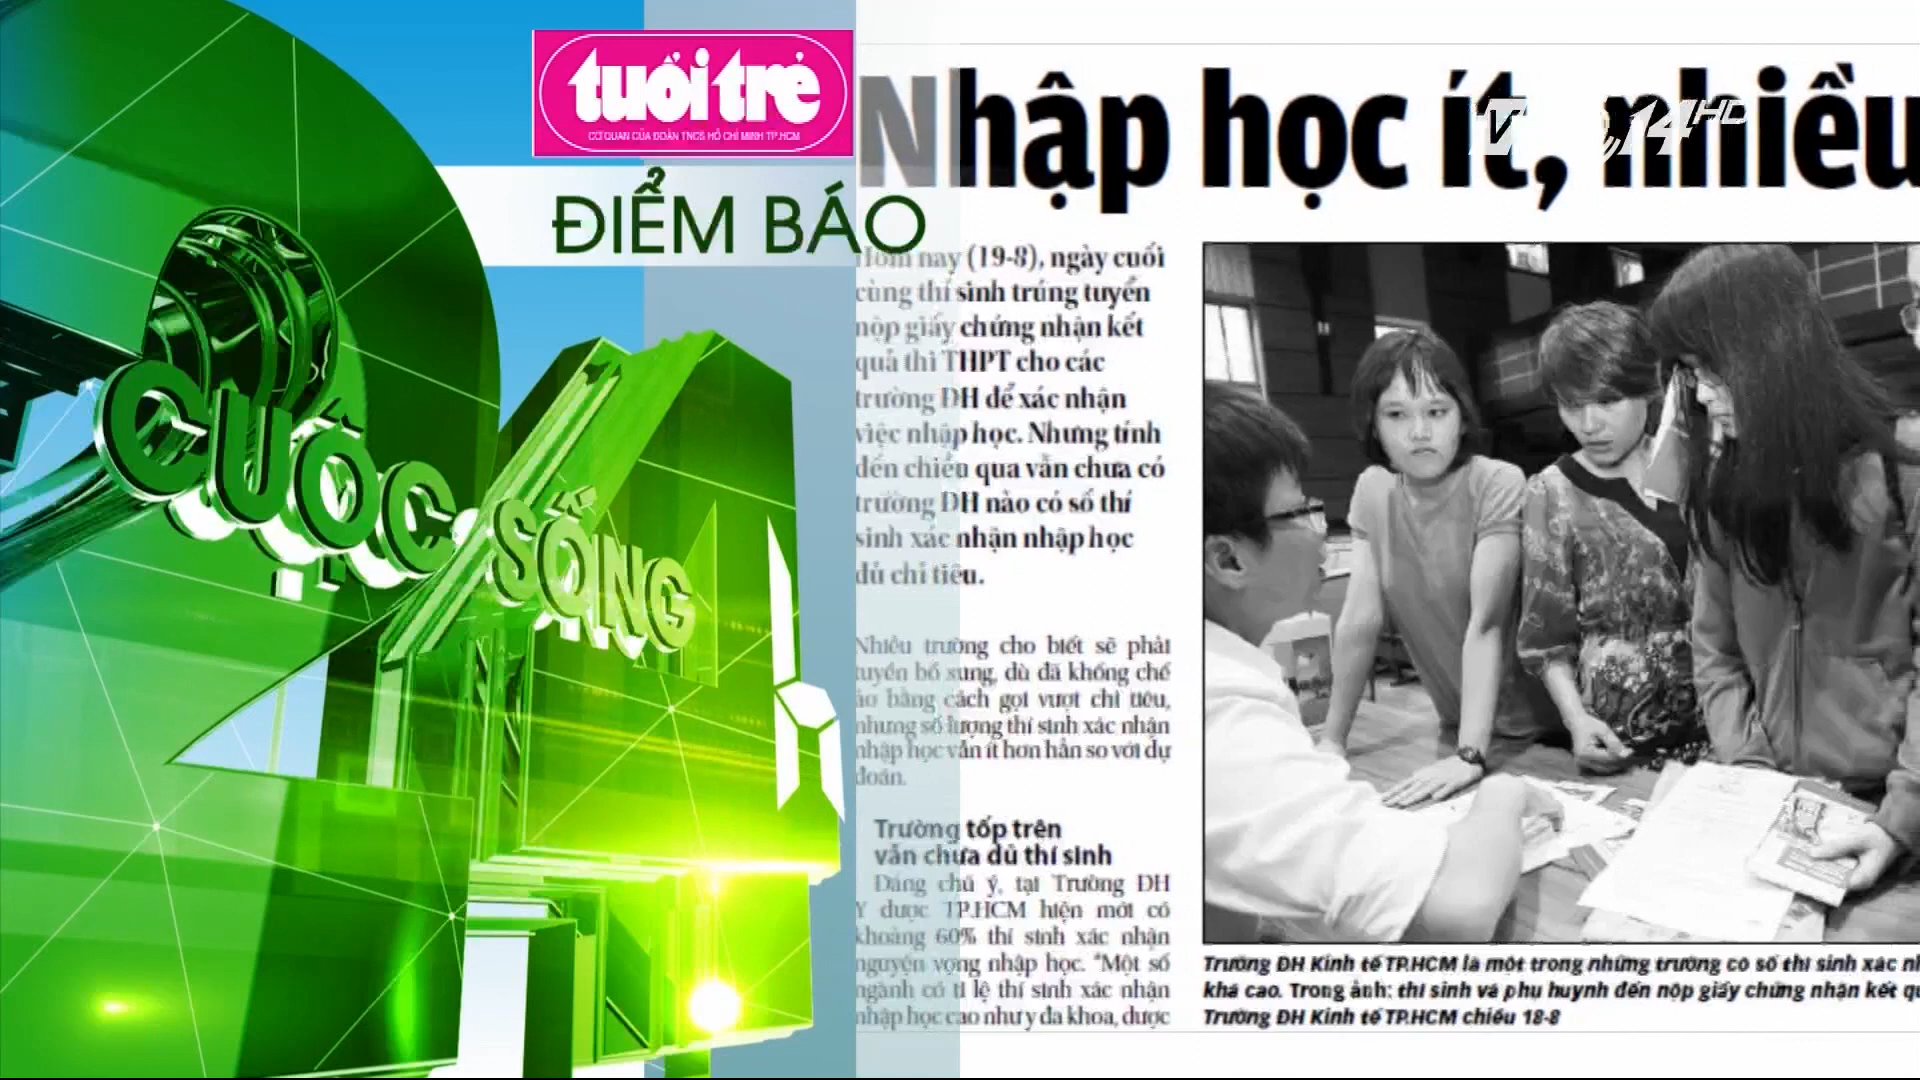 tuổi trẻ
CƠ QUAN CỦA ĐOÀN TNCS HỒ CHÍ MINH TP.HCM
ĐIỂM BÁO
CUỘC SỐNG
24h
VTVcab14HD
Nhập học ít, nhiều
Hôm nay (19-8), ngày cuối
cùng thí sinh trúng tuyển
nộp giấy chứng nhận kết
quả thi THPT cho các
trường ĐH để xác nhận
việc nhập học. Nhưng tính
đến chiều qua vẫn chưa có
trường ĐH nào có số thí
sinh xác nhận nhập học
đủ chỉ tiêu.
Nhiều trường cho biết sẽ phải
tuyển bổ sung, dù đã khống chế
ảo bằng cách gọi vượt chỉ tiêu,
nhưng số lượng thí sinh xác nhận
nhập học vẫn ít hơn hẳn so với dự
đoán.
Trường tốp trên
vẫn chưa đủ thí sinh
Đáng chú ý, tại Trường ĐH
Y dược TP.HCM hiện mới có
khoảng 60% thí sinh xác nhận
nguyện vọng nhập học. "Một số
ngành có tỉ lệ thí sinh xác nhận
nhập học cao như y đa khoa, dược
Trường ĐH Kinh tế TP.HCM là một trong những trường có số thí sinh xác nh
khá cao. Trong ảnh: thí sinh và phụ huynh đến nộp giấy chứng nhận kết qu
Trường ĐH Kinh tế TP.HCM chiều 18-8